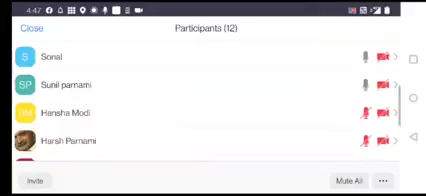 4:47
Close Participants (12)
S Sonal
SP Sunil parnami
HM Hansha Modi
Harsh Parnami
Invite Mute All ...